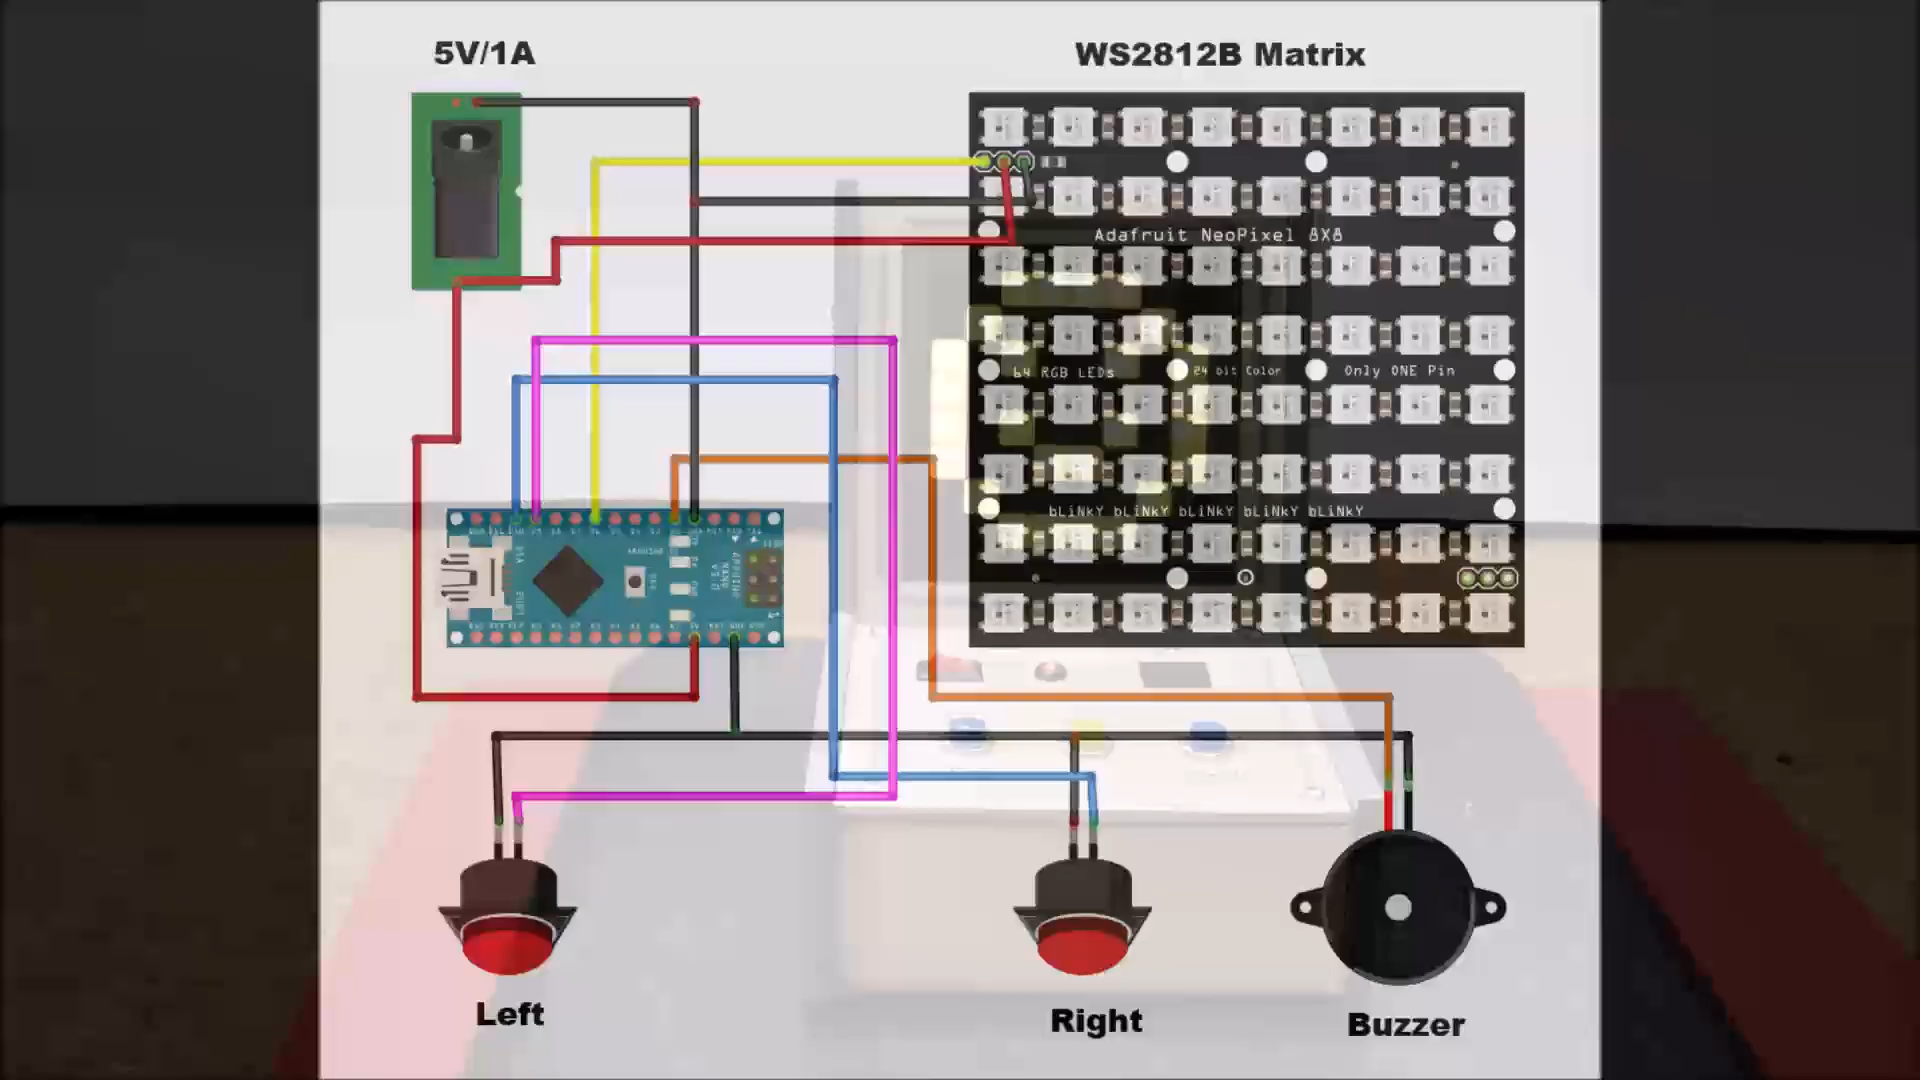 5V/1A
WS2812B Matrix
Adafruit NeoPixel 8X8
64 RGB LEDs
24 bit Color
Only ONE Pin
bLiNkY bLiNkY bLiNkY bLiNkY bLiNkY
Left
Right
Buzzer